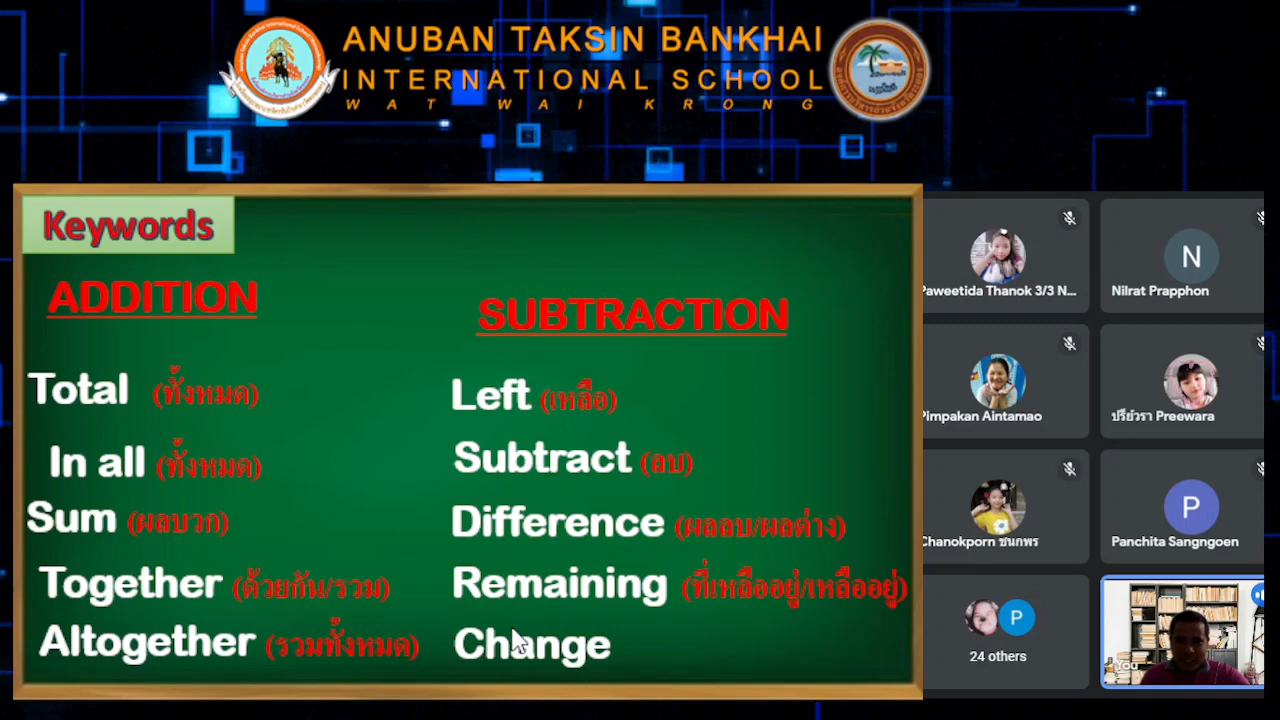 ANUBAN TAKSIN BANKHAI
INTERNATIONAL SCHOOL
WAT WAI KRONG
Keywords
ADDITION
Total (ทั้งหมด)
In all (ทั้งหมด)
Sum (ผลบวก)
Together (ด้วยกัน/รวม)
Altogether (รวมทั้งหมด)
SUBTRACTION
Left (เหลือ)
Subtract (ลบ)
Difference (ผลลบ/ผลต่าง)
Remaining (ที่เหลืออยู่/เหลืออยู่)
Change
Paweetida Thanok 3/3 N...
N
Nilrat Prapphon
Pimpakan Aintamao
ปรีย์วรา Preewara
Chanokporn ชนกพร
P
Panchita Sangngoen
P
24 others
You